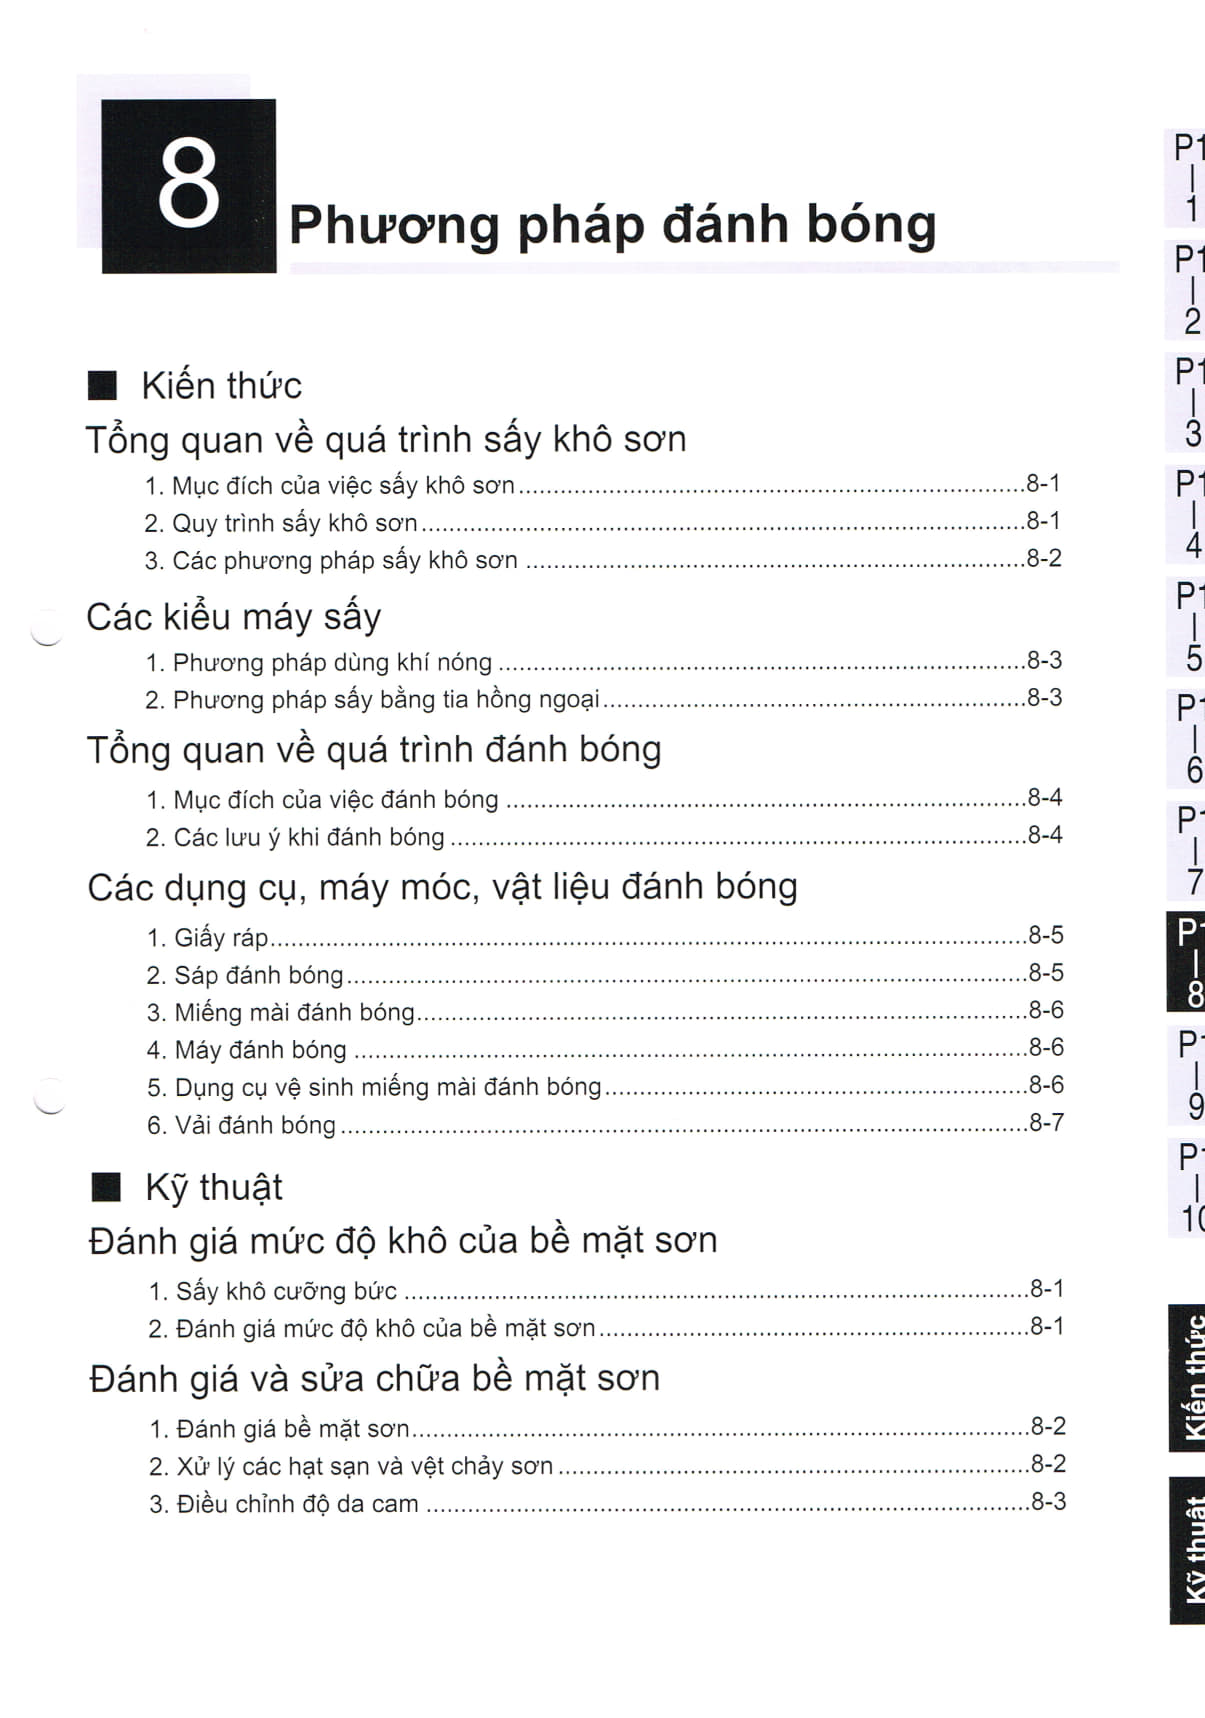 8
Phương pháp đánh bóng
■ Kiến thức
Tổng quan về quá trình sấy khô sơn
1. Mục đích của việc sấy khô sơn........8-1
2. Quy trình sấy khô sơn........8-1
3. Các phương pháp sấy khô sơn ........8-2
Các kiểu máy sấy
1. Phương pháp dùng khí nóng ........8-3
2. Phương pháp sấy bằng tia hồng ngoại........8-3
Tổng quan về quá trình đánh bóng
1. Mục đích của việc đánh bóng ........8-4
2. Các lưu ý khi đánh bóng ........8-4
Các dụng cụ, máy móc, vật liệu đánh bóng
1. Giấy ráp........8-5
2. Sáp đánh bóng........8-5
3. Miếng mài đánh bóng........8-6
4. Máy đánh bóng ........8-6
5. Dụng cụ vệ sinh miếng mài đánh bóng........8-6
6. Vải đánh bóng........8-7
■ Kỹ thuật
Đánh giá mức độ khô của bề mặt sơn
1. Sấy khô cưỡng bức ........8-1
2. Đánh giá mức độ khô của bề mặt sơn........8-1
Đánh giá và sửa chữa bề mặt sơn
1. Đánh giá bề mặt sơn........8-2
2. Xử lý các hạt sạn và vệt chảy sơn ........8-2
3. Điều chỉnh độ da cam ........8-3
P1
1
P1
2
P1
3
P1
4
P1
5
P1
6
P1
7
P1
8
P1
9
P1
10
Kiến thức
Kỹ thuật